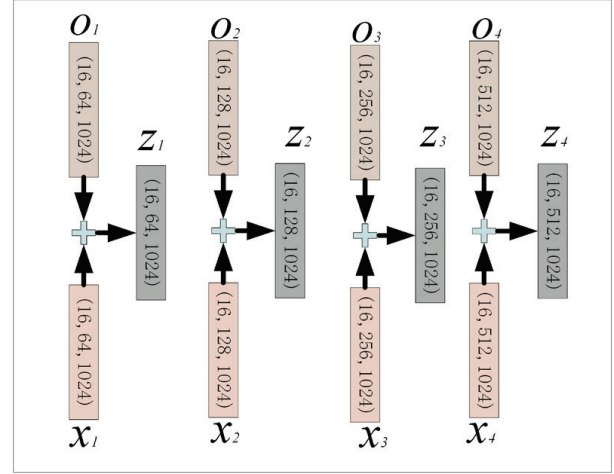 O1 O2 O3 O4
(16, 64, 1024) (16, 128, 1024) (16, 256, 1024) (16, 512, 1024)
Z1 Z2 Z3 Z4
(16, 64, 1024) (16, 128, 1024) (16, 256, 1024) (16, 512, 1024)
(16, 64, 1024) (16, 128, 1024) (16, 256, 1024) (16, 512, 1024)
x1 x2 x3 x4